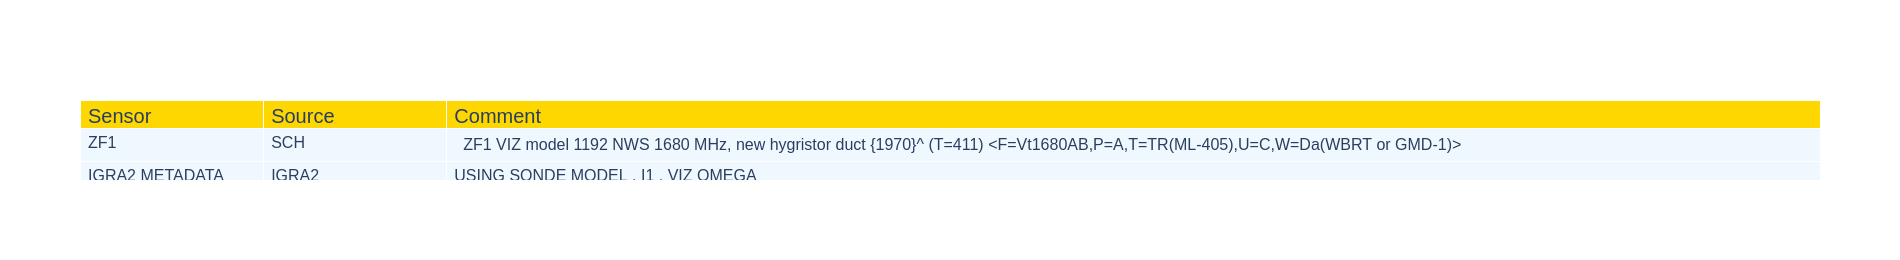 Sensor Source Comment
ZF1 SCH ZF1 VIZ model 1192 NWS 1680 MHz, new hygristor duct {1970}^ (T=411) <F=Vt1680AB,P=A,T=TR(ML-405),U=C,W=Da(WBRT or GMD-1)>
IGRA2 METADATA IGRA2 USING SONDE MODEL . I1 . VIZ OMEGA